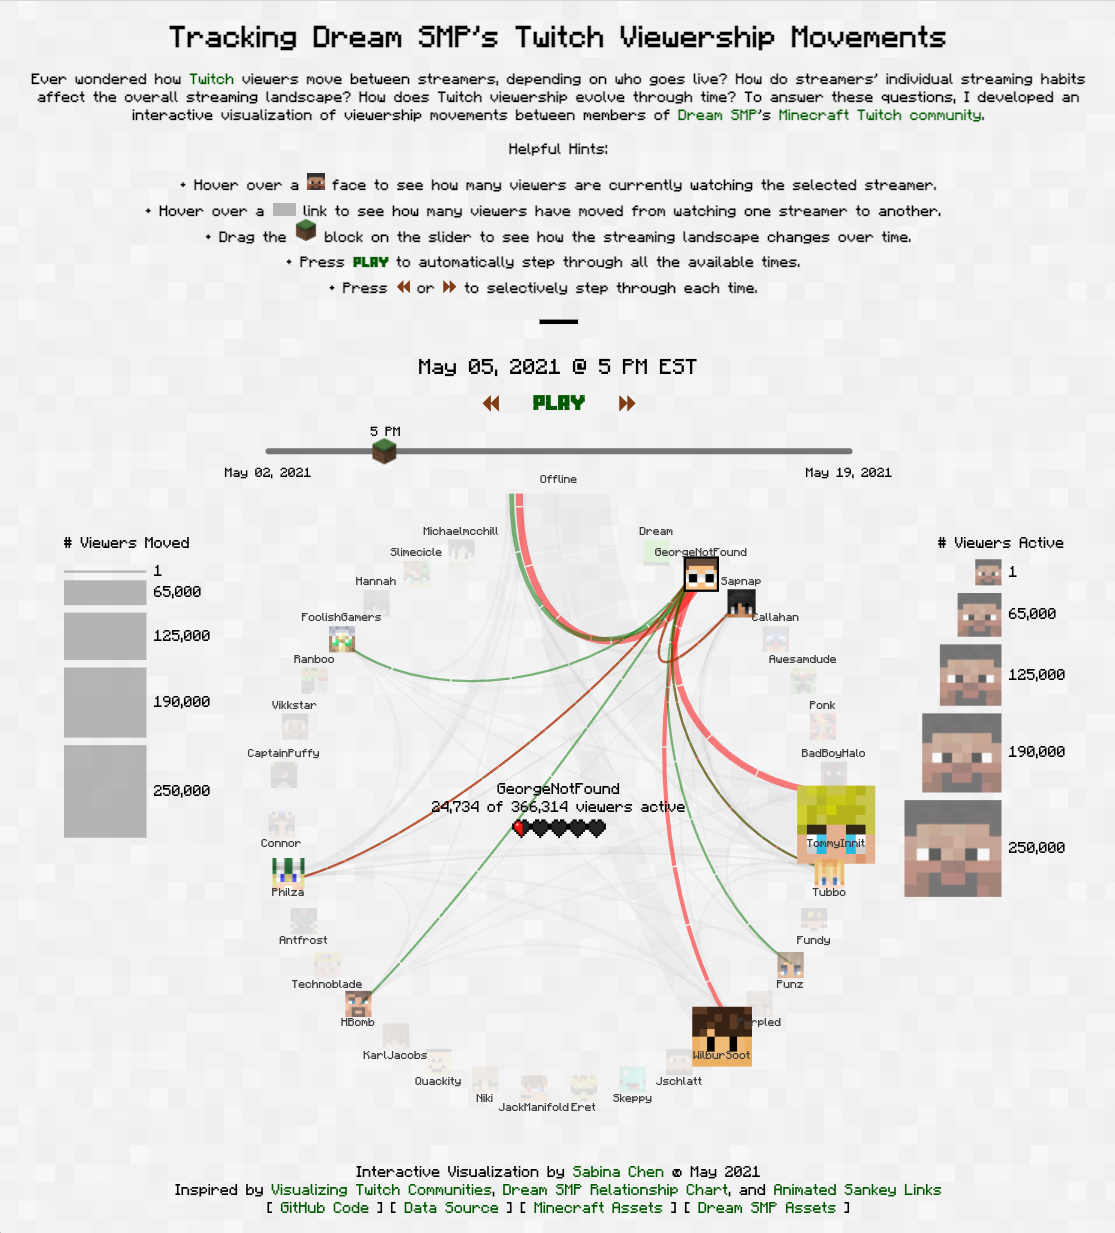 Tracking Dream SMP's Twitch Viewership Movements
Ever wondered how Twitch viewers move between streamers, depending on who goes live? How do streamers' individual streaming habits
affect the overall streaming landscape? How does Twitch viewership evolve through time? To answer these questions, I developed an
interactive visualization of viewership movements between members of Dream SMP's Minecraft Twitch community.
Helpful Hints:
• Hover over a face to see how many viewers are currently watching the selected streamer.
• Hover over a link to see how many viewers have moved from watching one streamer to another.
• Drag the block on the slider to see how the streaming landscape changes over time.
• Press PLAY to automatically step through all the available times.
• Press or to selectively step through each time.
May 05, 2021 @ 5 PM EST
PLAY
5 PM
May 02, 2021
May 19, 2021
Offline
Michaelmcchill
Dream
# Viewers Moved
# Viewers Active
Slimecicle
GeorgeNotFound
1
1
Hannah
Sapnap
65,000
65,000
FoolishGamers
Callahan
125,000
Ranboo
Awesamdude
125,000
190,000
Vikkstar
Ponk
CaptainPuffy
BadBoyHalo
190,000
250,000
GeorgeNotFound
24,734 of 366,314 viewers active
Connor
TommyInnit
250,000
Philza
Tubbo
Antfrost
Fundy
Technoblade
Punz
HBomb
KarlJacobs
WilburSoot
Quackity
Jschlatt
Niki
Skeppy
JackManifold
Eret
Interactive Visualization by Sabina Chen @ May 2021
Inspired by Visualizing Twitch Communities, Dream SMP Relationship Chart, and Animated Sankey Links
[ GitHub Code ] [ Data Source ] [ Minecraft Assets ] [ Dream SMP Assets ]